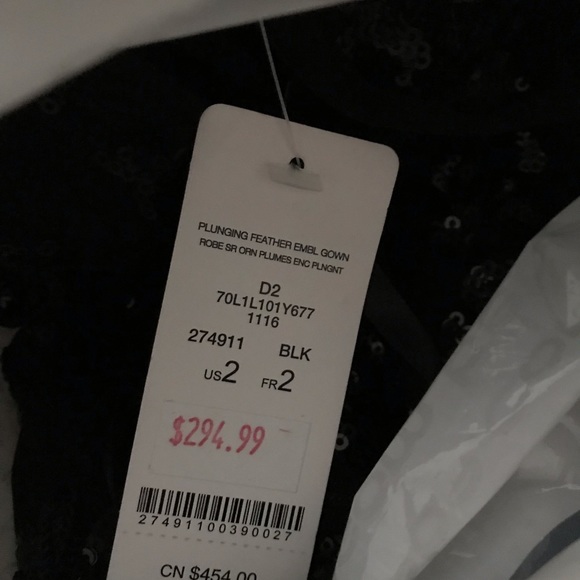 PLUNGING FEATHER EMBL GOWN
ROBE SR ORN PLUMES ENC PLNGNT
D2
70L1L101Y677
1116
274911 BLK
US2 FR2
$294.99
27491100390027
CN $454.00